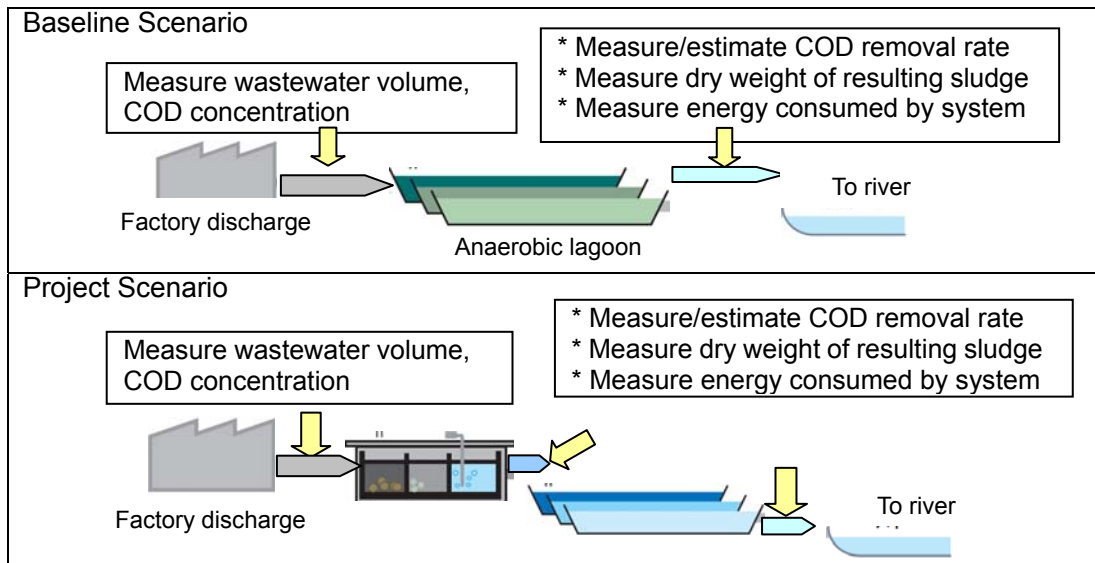 Baseline Scenario
Measure wastewater volume,
COD concentration
* Measure/estimate COD removal rate
* Measure dry weight of resulting sludge
* Measure energy consumed by system
Factory discharge
Anaerobic lagoon
To river
Project Scenario
Measure wastewater volume,
COD concentration
* Measure/estimate COD removal rate
* Measure dry weight of resulting sludge
* Measure energy consumed by system
Factory discharge
To river